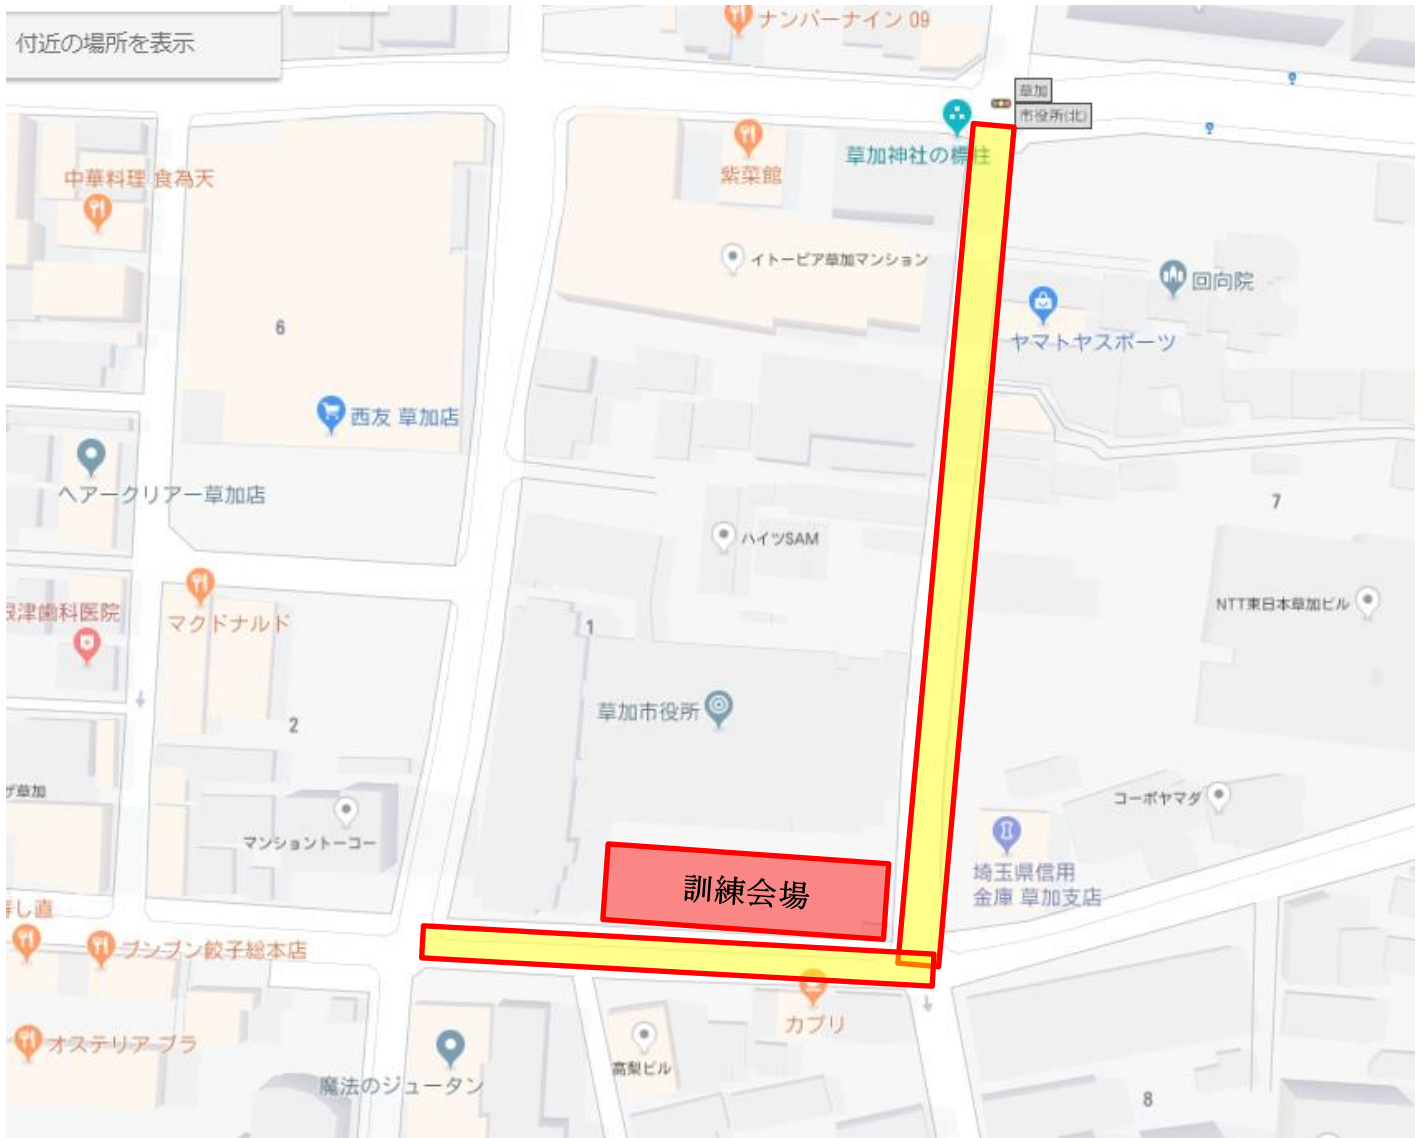 付近の場所を表示
ナンバーナイン 09
草加
市役所(北)
草加神社の標柱
紫菜館
中華料理 食為天
イトーピア草加マンション
回向院
6
ヤマトヤスポーツ
西友 草加店
ヘアークリアー草加店
7
ハイツSAM
NTT東日本草加ビル
津歯科医院
マクドナルド
1
草加市役所
2
ザ草加
コーポヤマダ
マンショントーコー
訓練会場
埼玉県信用
金庫 草加支店
し直
ブンブン餃子総本店
カブリ
オステリア ブラ
高梨ビル
魔法のジュータン
8